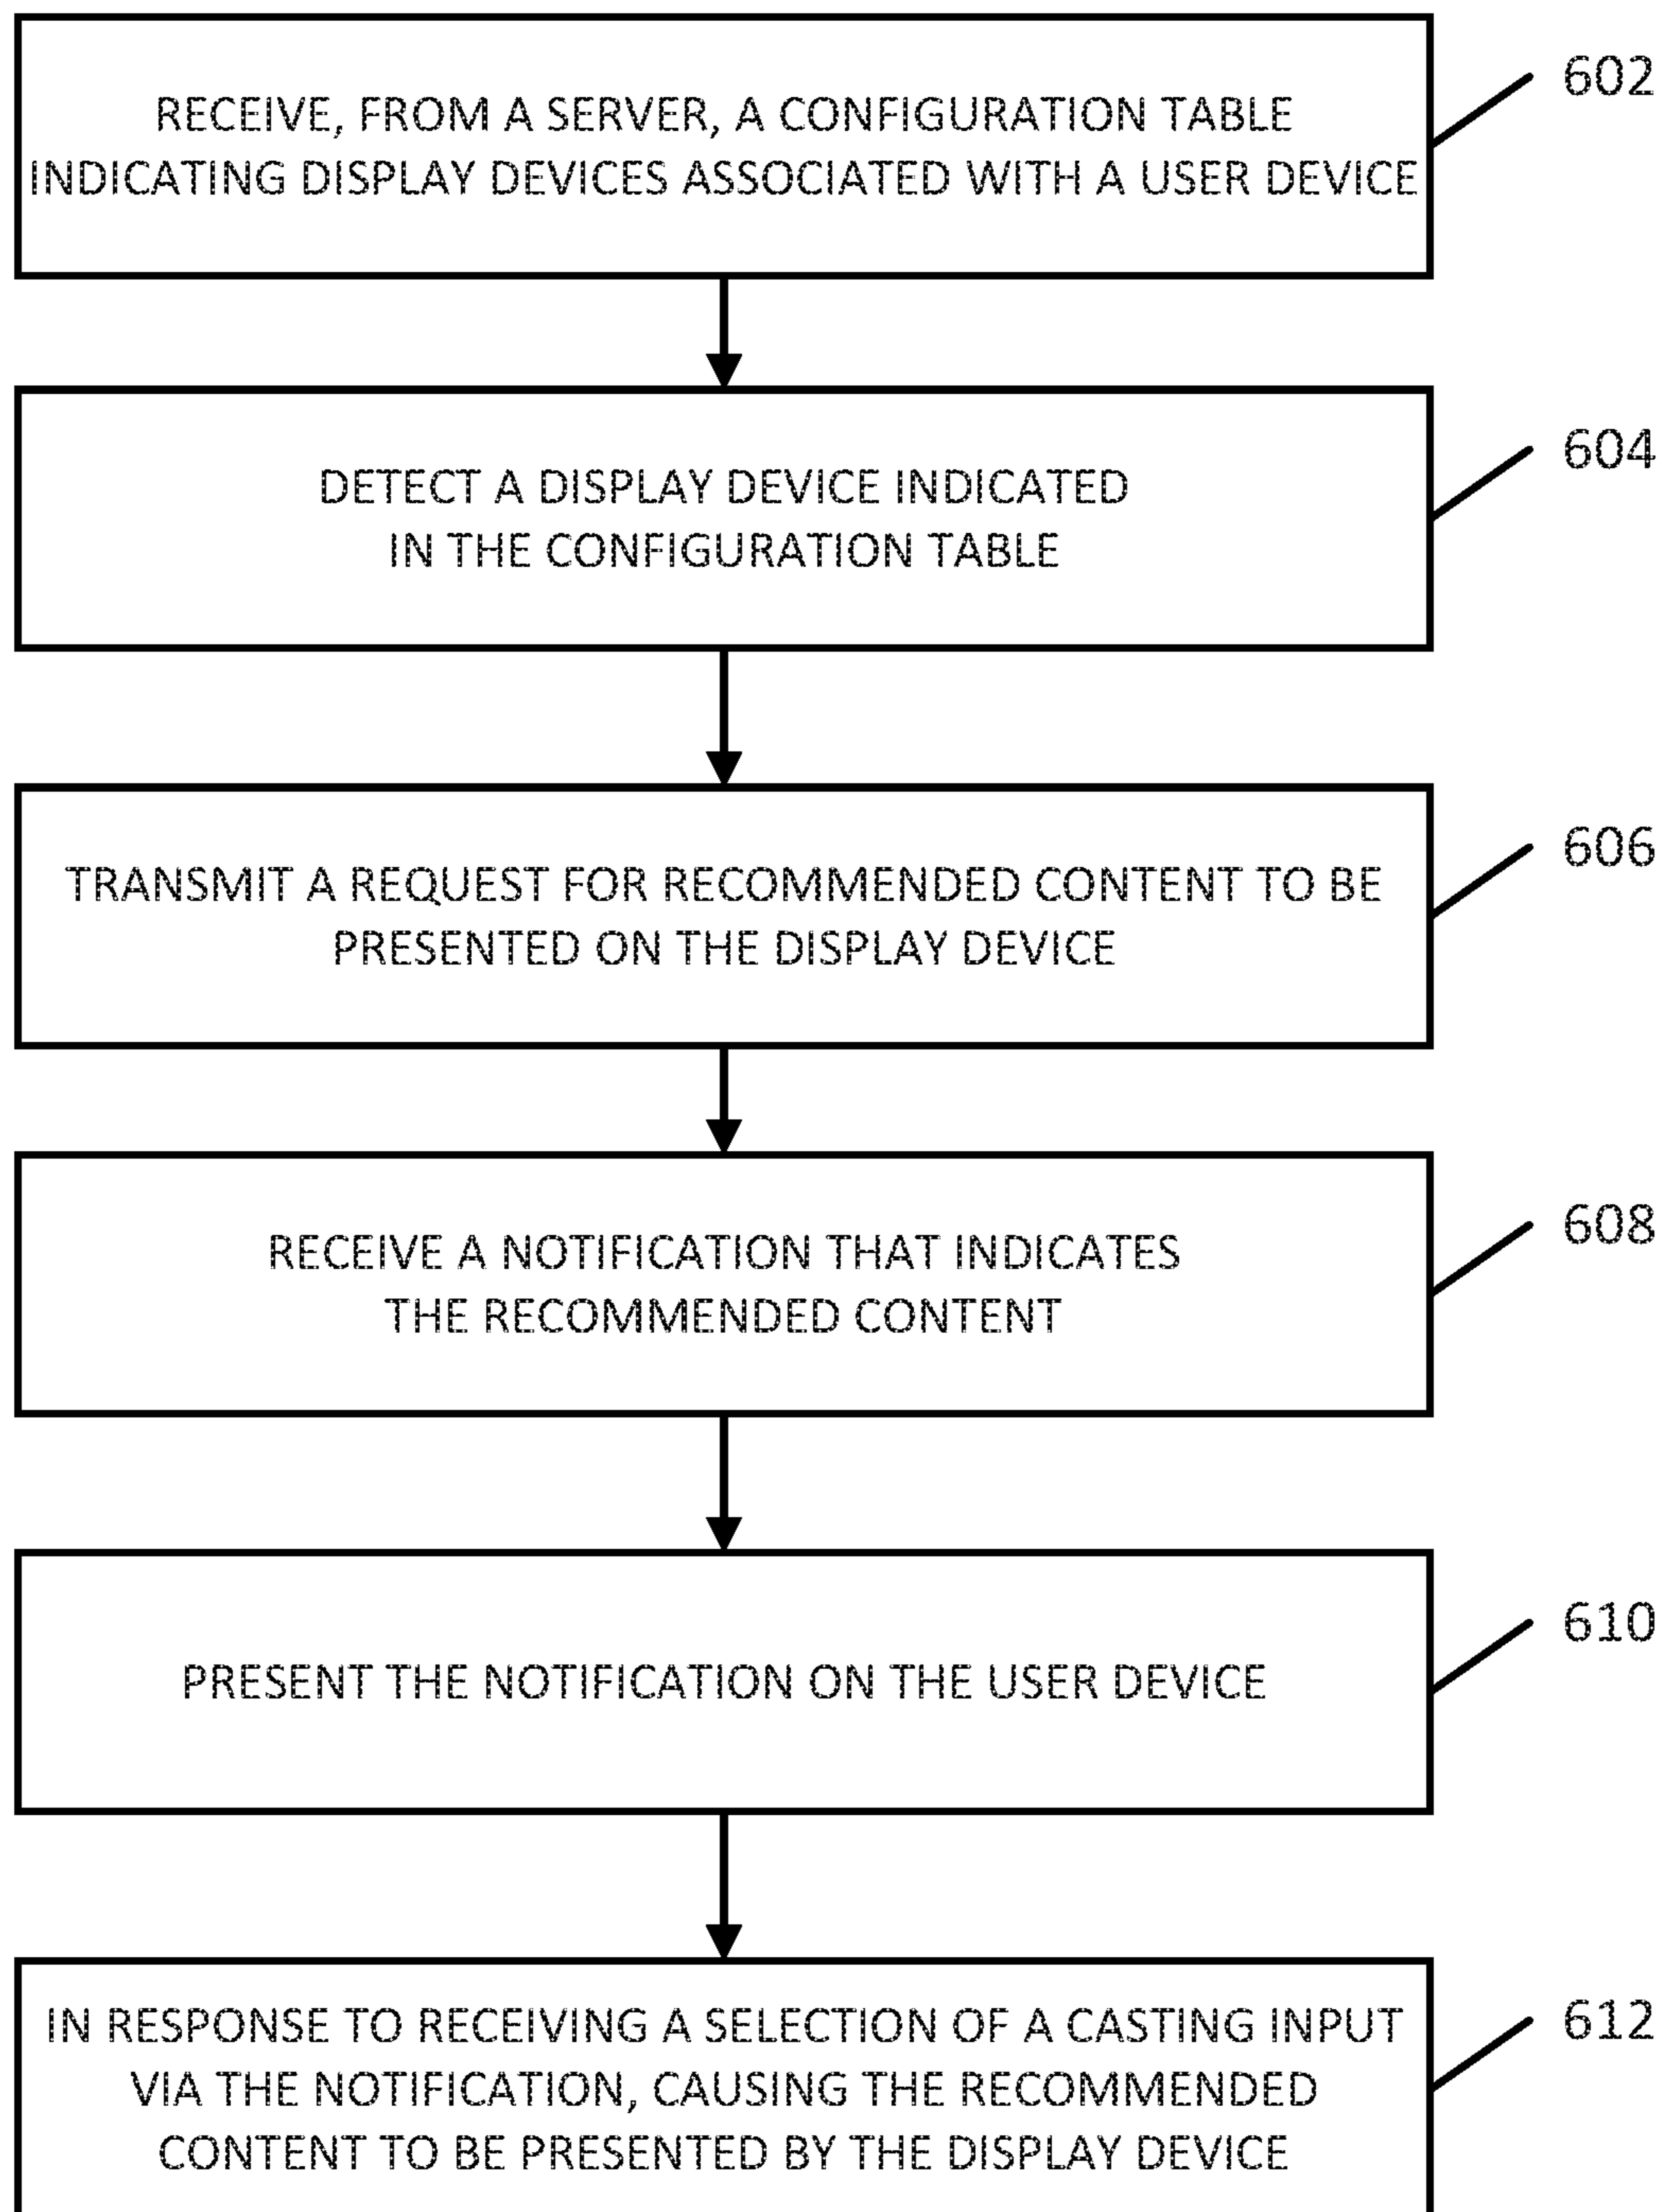 RECEIVE, FROM A SERVER, A CONFIGURATION TABLE
INDICATING DISPLAY DEVICES ASSOCIATED WITH A USER DEVICE
602
DETECT A DISPLAY DEVICE INDICATED
IN THE CONFIGURATION TABLE
604
TRANSMIT A REQUEST FOR RECOMMENDED CONTENT TO BE
PRESENTED ON THE DISPLAY DEVICE
606
RECEIVE A NOTIFICATION THAT INDICATES
THE RECOMMENDED CONTENT
608
PRESENT THE NOTIFICATION ON THE USER DEVICE
610
IN RESPONSE TO RECEIVING A SELECTION OF A CASTING INPUT
VIA THE NOTIFICATION, CAUSING THE RECOMMENDED
CONTENT TO BE PRESENTED BY THE DISPLAY DEVICE
612